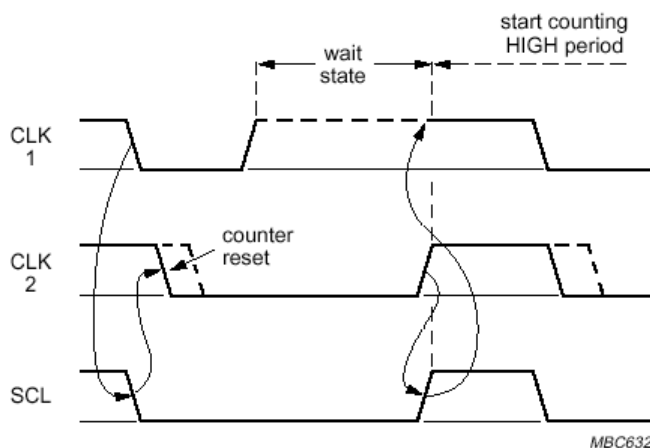 start counting
HIGH period
wait
state
CLK
1
counter
reset
CLK
2
SCL
MBC632